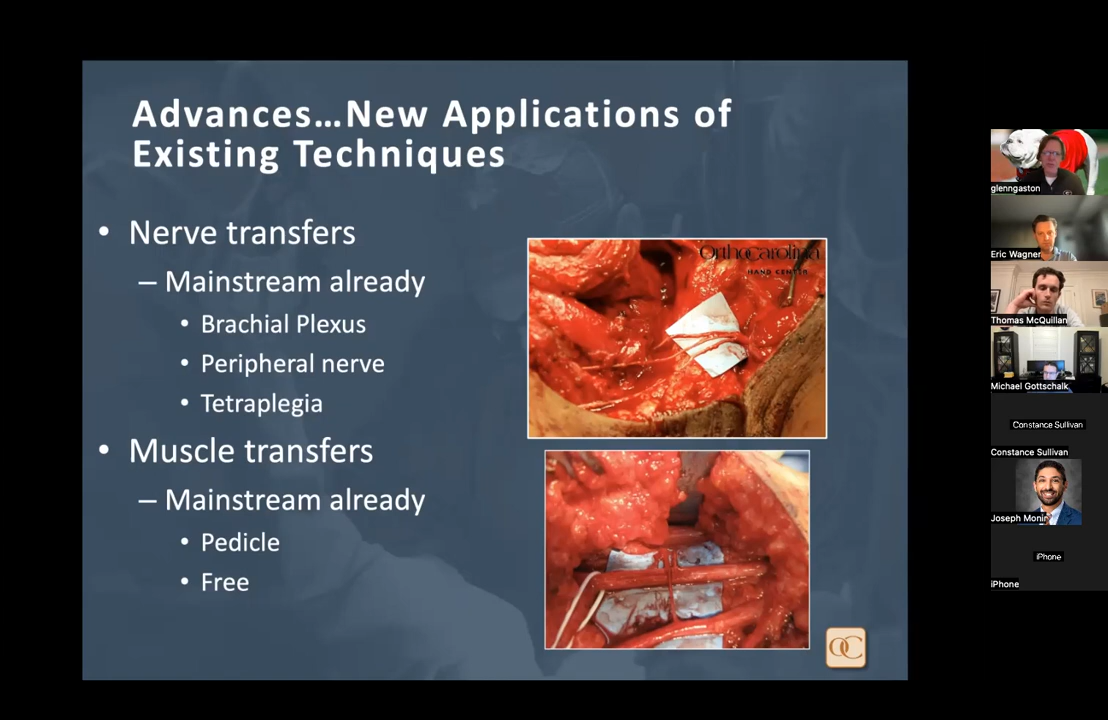 Advances…New Applications of
Existing Techniques
• Nerve transfers
– Mainstream already
• Brachial Plexus
• Peripheral nerve
• Tetraplegia
• Muscle transfers
– Mainstream already
• Pedicle
• Free
OrthoCarolina
HAND CENTER
OC
glenngaston
Eric Wagner
Thomas McQuillan
Michael Gottschalk
Constance Sullivan
Constance Sullivan
Joseph Monir
iPhone
iPhone